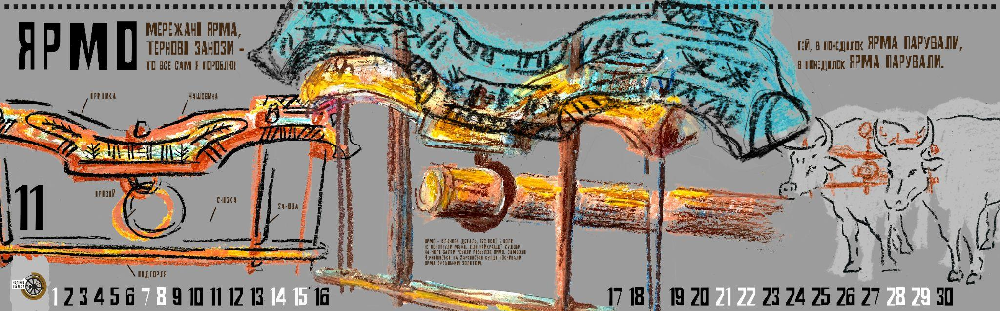 ЯРМО
МЕРЕЖАНІ ЯРМА,
ТЕРНОВІ ЗАНОЗИ -
ТО ВСЕ САМ Я ПОРОБЛЮ!
ГЕЙ, В ПОНЕДІЛОК ЯРМА ПАРУВАЛИ,
В ПОНЕДІЛОК ЯРМА ПАРУВАЛИ.
ПРИТИКА
ЧАШОВИНА
ПРИВІЙ
СНОЗКА
ЗАНОЗА
ПІДГОРЛЯ
11
ЯРМО - КЛЮЧОВА ДЕТАЛЬ, БЕЗ ЯКОЇ Б ВОЛИ
НЕ ПОТЯГНУЛИ МАЖІ. ДЛЯ НАЙКРАЩОЇ ХУДОБИ
НА ЧОЛІ ВАЛКИ РОБИЛИ РІЗЬБЛЕНЕ ЯРМО. ЗАМОЖНІ
ЧЕРНІГІВСЬКІ ТА ХАРКІВСЬКІ КУПЦІ ПОКРИВАЛИ
ЯРМА СУСАЛЬНИМ ЗОЛОТОМ.
НАДІЙНА
ВАЛКА
1 2 3 4 5 6 7 8 9 10 11 12 13 14 15 16 17 18 19 20 21 22 23 24 25 26 27 28 29 30